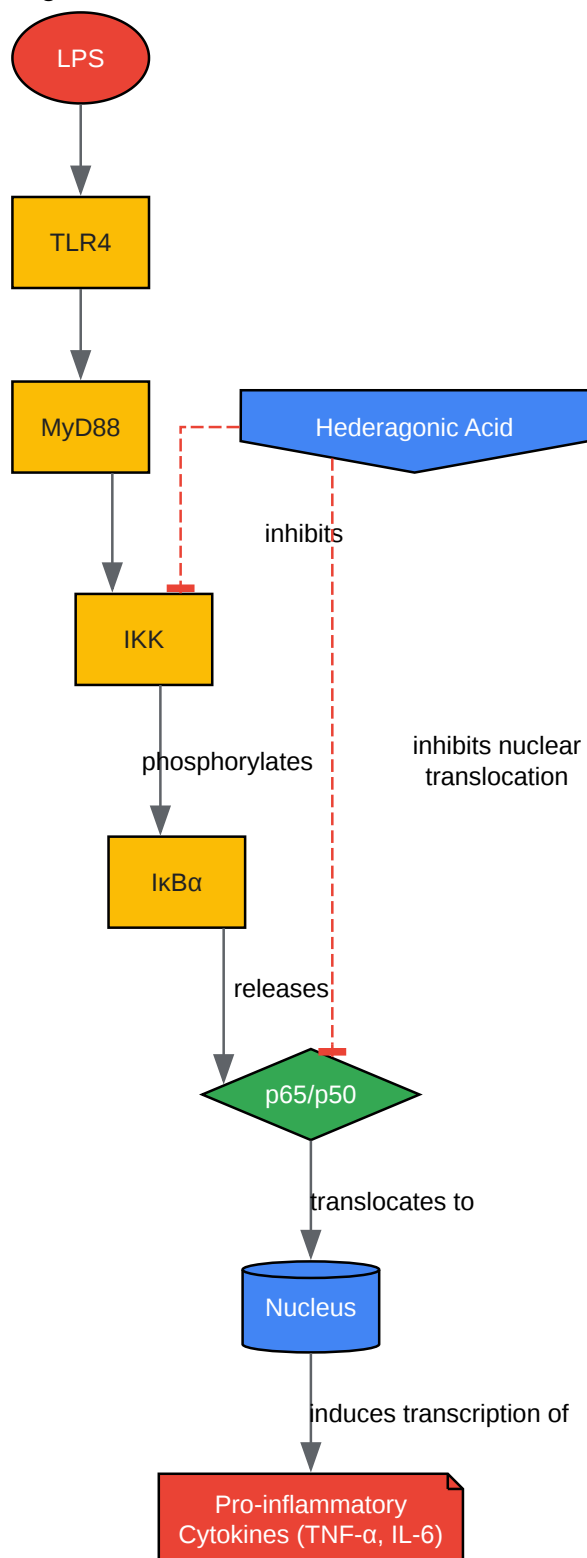 LPS
TLR4
MyD88
Hederagonic Acid
inhibits
IKK
phosphorylates
inhibits nuclear
translocation
IκBα
releases
p65/p50
translocates to
Nucleus
induces transcription of
Pro-inflammatory
Cytokines (TNF-α, IL-6)